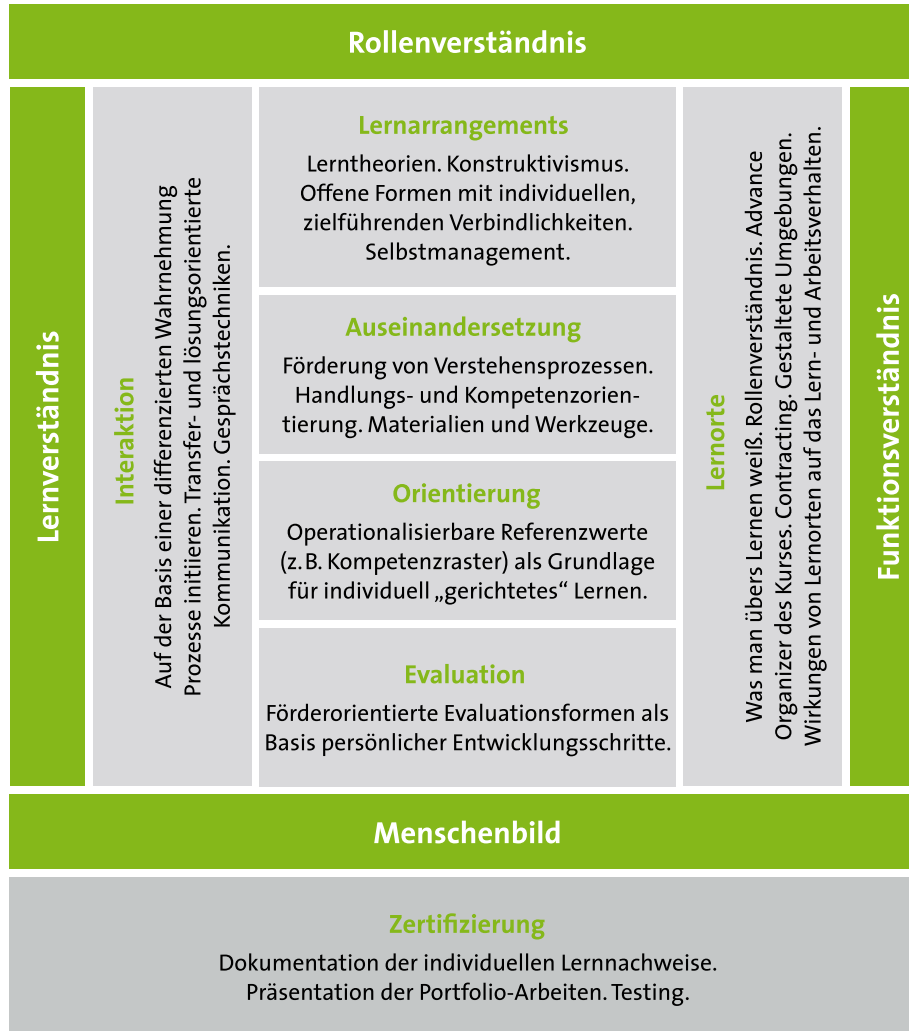 Rollenverständnis
Lernverständnis
Interaktion
Auf der Basis einer differenzierten Wahrnehmung
Prozesse initiieren. Transfer- und lösungsorientierte
Kommunikation. Gesprächstechniken.
Lernarrangements
Lerntheorien. Konstruktivismus.
Offene Formen mit individuellen,
zielführenden Verbindlichkeiten.
Selbstmanagement.
Auseinandersetzung
Förderung von Verstehensprozessen.
Handlungs- und Kompetenzorien-
tierung. Materialien und Werkzeuge.
Orientierung
Operationalisierbare Referenzwerte
(z. B. Kompetenzraster) als Grundlage
für individuell „gerichtetes“ Lernen.
Evaluation
Förderorientierte Evaluationsformen als
Basis persönlicher Entwicklungsschritte.
Lernorte
Was man übers Lernen weiß. Rollenverständnis. Advance
Organizer des Kurses. Contracting. Gestaltete Umgebungen.
Wirkungen von Lernorten auf das Lern- und Arbeitsverhalten.
Funktionsverständnis
Menschenbild
Zertifizierung
Dokumentation der individuellen Lernnachweise.
Präsentation der Portfolio-Arbeiten. Testing.